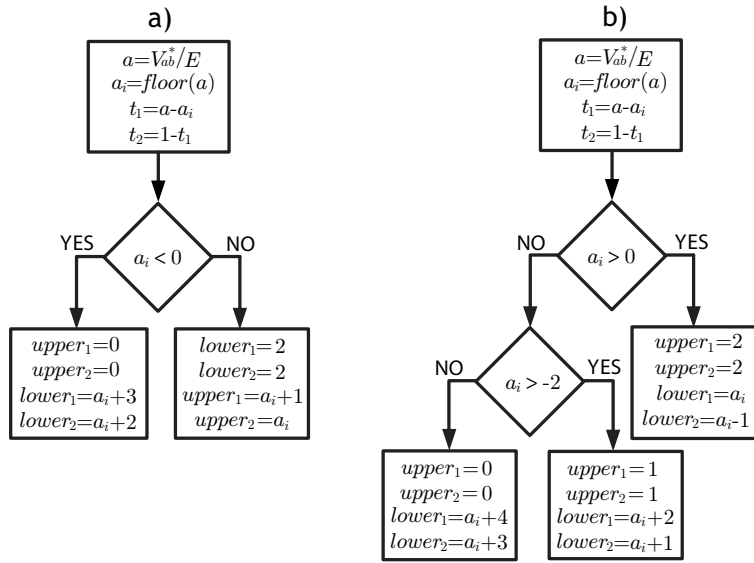 a)
a=V*ab/E
ai=floor(a)
t1=a-ai
t2=1-t1
YES
NO
ai < 0
upper1=0
upper2=0
lower1=ai+3
lower2=ai+2
lower1=2
lower2=2
upper1=ai+1
upper2=ai
b)
a=V*ab/E
ai=floor(a)
t1=a-ai
t2=1-t1
NO
YES
ai > 0
NO
YES
ai > -2
upper1=2
upper2=2
lower1=ai
lower2=ai-1
upper1=0
upper2=0
lower1=ai+4
lower2=ai+3
upper1=1
upper2=1
lower1=ai+2
lower2=ai+1